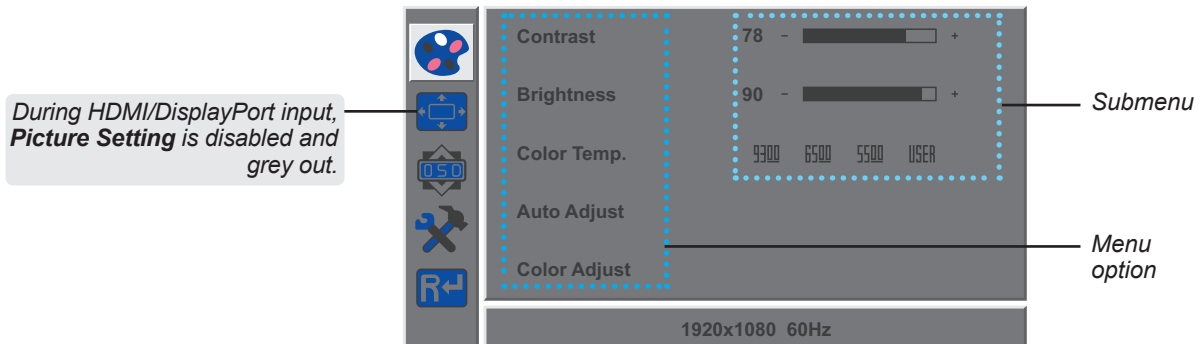 During HDMI/DisplayPort input,
Picture Setting is disabled and
grey out.
OSD
R
Contrast 78 - +
Brightness 90 - +
Color Temp. 9300 6500 5500 USER
Auto Adjust
Color Adjust
1920x1080 60Hz
Submenu
Menu
option